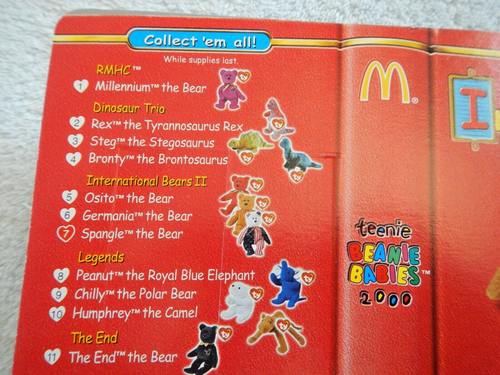 Collect 'em all!
While supplies last.
RMHC™
1 Millennium™ the Bear
Dinosaur Trio
2 Rex™ the Tyrannosaurus Rex
3 Steg™ the Stegosaurus
4 Bronty™ the Brontosaurus
International Bears II
5 Osito™ the Bear
6 Germania™ the Bear
7 Spangle™ the Bear
Legends
8 Peanut™ the Royal Blue Elephant
9 Chilly™ the Polar Bear
10 Humphrey™ the Camel
The End
11 The End™ the Bear
M®
teenie
BEANIE
BABIES™
2000
I